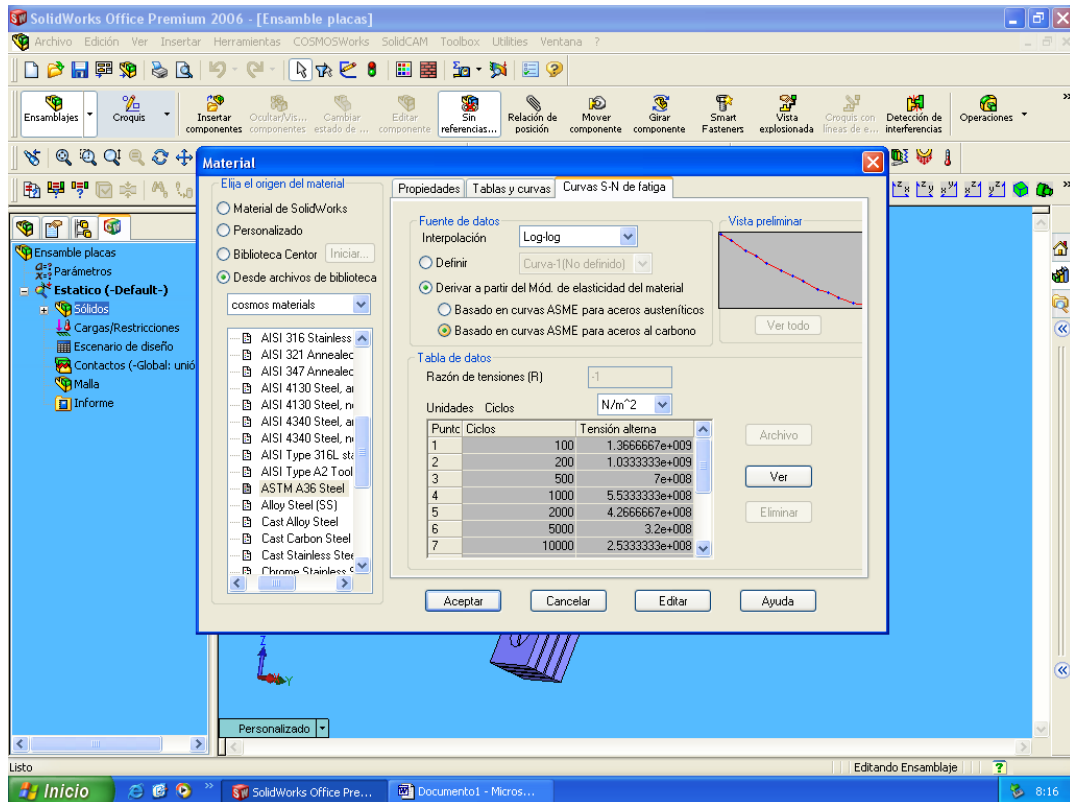 SolidWorks Office Premium 2006 - [Ensamble placas]
Archivo Edición Ver Insertar Herramientas COSMOSWorks SolidCAM Toolbox Utilities Ventana ?
Ensamblajes
Croquis
Insertar componentes
Ocultar/Vis... componentes
Cambiar estado de ...
Editar componente
Sin referencias...
Relación de posición
Mover componente
Girar componente
Smart Fasteners
Vista explosionada
Croquis con líneas de e...
Detección de interferencias
Operaciones
Ensamble placas
Parámetros
Estatico (-Default-)
Sólidos
Cargas/Restricciones
Escenario de diseño
Contactos (-Global: unió
Malla
Informe
Material
Elija el origen del material
Material de SolidWorks
Personalizado
Biblioteca Centor Iniciar...
Desde archivos de biblioteca
cosmos materials
AISI 316 Stainless
AISI 321 Annealec
AISI 347 Annealec
AISI 4130 Steel, ai
AISI 4130 Steel, n
AISI 4340 Steel, ai
AISI 4340 Steel, n
AISI Type 316L sta
AISI Type A2 Tool
ASTM A36 Steel
Alloy Steel (SS)
Cast Alloy Steel
Cast Carbon Steel
Cast Stainless Stee
Chrome Stainless S
Propiedades Tablas y curvas Curvas S-N de fatiga
Fuente de datos
Interpolación Log-log
Definir Curva-1(No definido)
Derivar a partir del Mód. de elasticidad del material
Basado en curvas ASME para aceros austeníticos
Basado en curvas ASME para aceros al carbono
Vista preliminar
Ver todo
Tabla de datos
Razón de tensiones (R) -1
Unidades Ciclos N/m^2
Puntc Ciclos Tensión alterna
1 100 1.3666667e+009
2 200 1.0333333e+009
3 500 7e+008
4 1000 5.5333333e+008
5 2000 4.2666667e+008
6 5000 3.2e+008
7 10000 2.5333333e+008
Archivo
Ver
Eliminar
Aceptar Cancelar Editar Ayuda
Z
Y
Personalizado
Listo
Editando Ensamblaje
Inicio
SolidWorks Office Pre...
Documento1 - Micros...
8:16